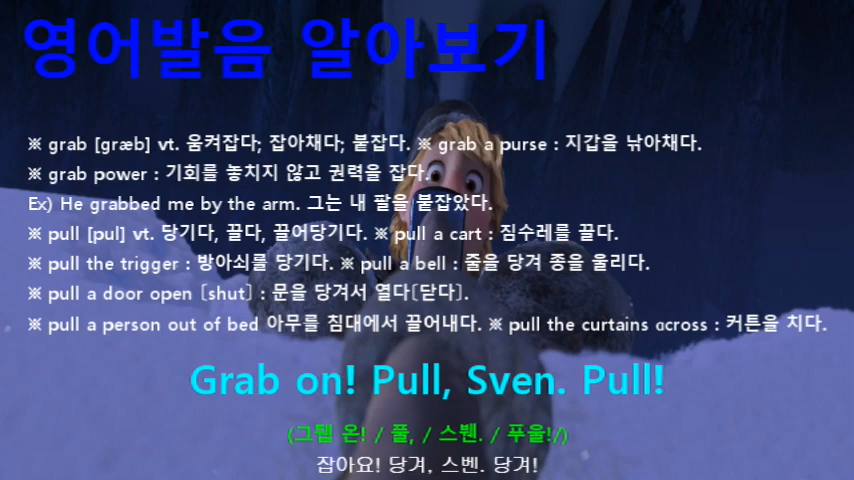 영어발음 알아보기
※ grab [græb] vt. 움켜잡다; 잡아채다; 붙잡다. ※ grab a purse : 지갑을 낚아채다.
※ grab power : 기회를 놓치지 않고 권력을 잡다.
Ex) He grabbed me by the arm. 그는 내 팔을 붙잡았다.
※ pull [pul] vt. 당기다, 끌다, 끌어당기다. ※ pull a cart : 짐수레를 끌다.
※ pull the trigger : 방아쇠를 당기다. ※ pull a bell : 줄을 당겨 종을 울리다.
※ pull a door open〔shut〕: 문을 당겨서 열다〔닫다〕.
※ pull a person out of bed 아무를 침대에서 끌어내다. ※ pull the curtains across : 커튼을 치다.
Grab on! Pull, Sven. Pull!
(그뤱 온! / 풀, / 스붼. / 푸울!/)
잡아요! 당겨, 스벤. 당겨!